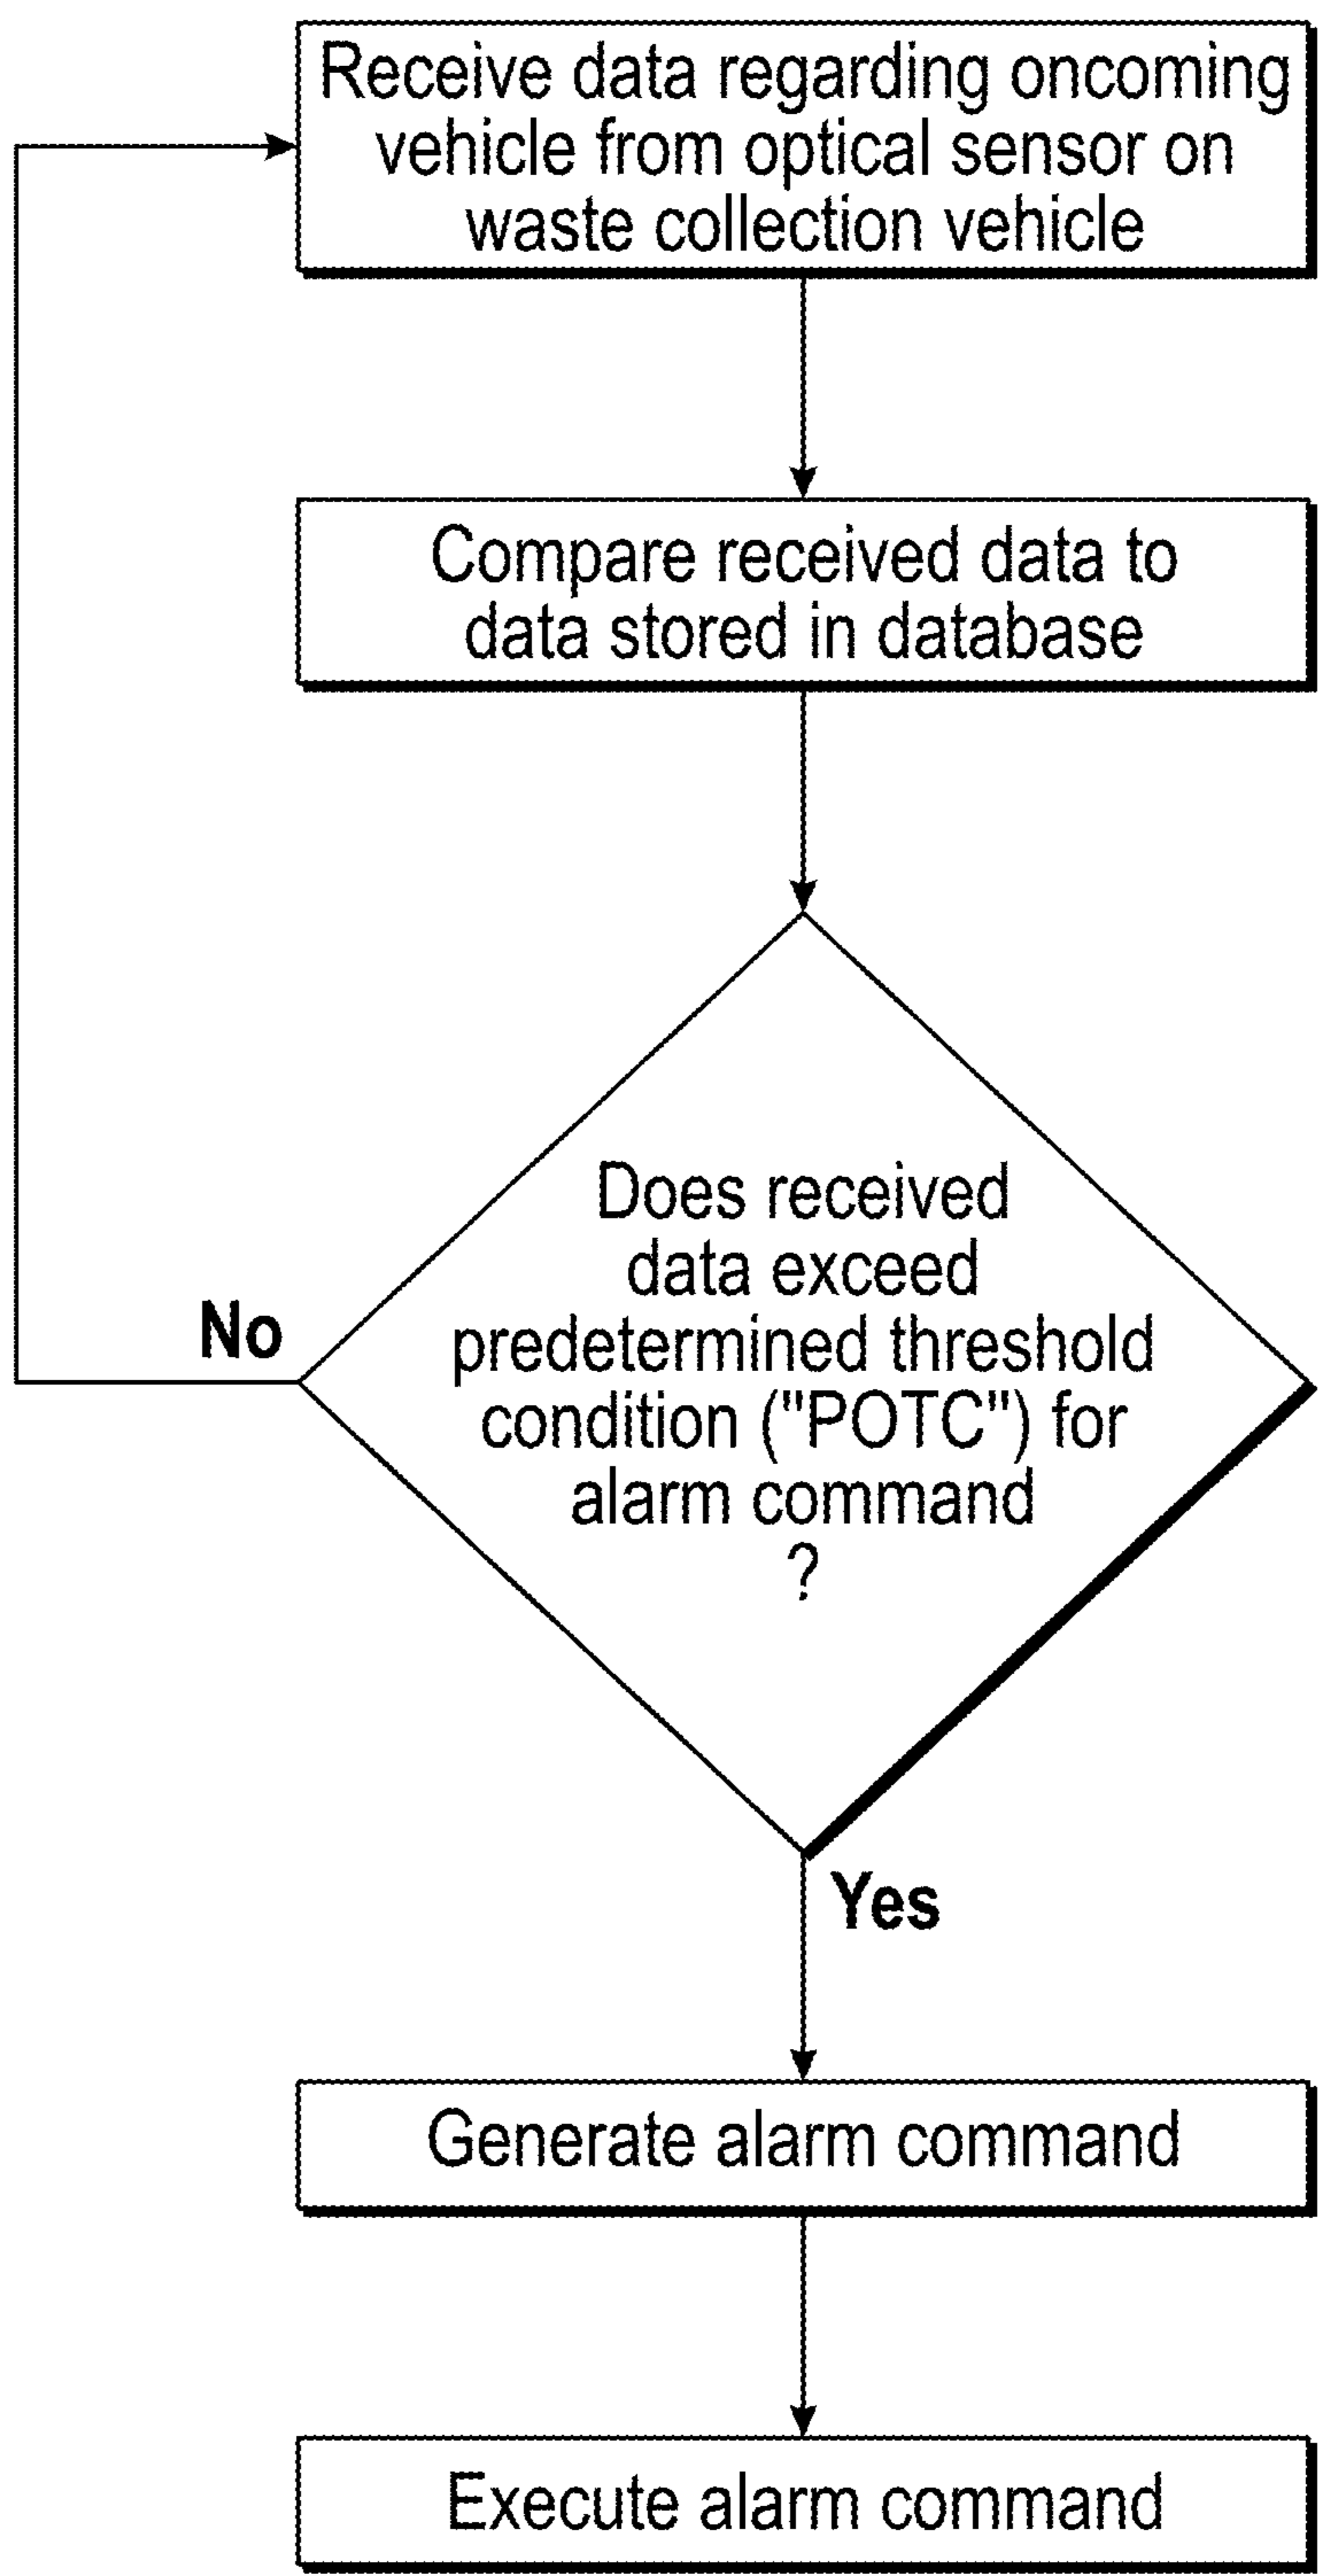 Receive data regarding oncoming
vehicle from optical sensor on
waste collection vehicle
Compare received data to
data stored in database
Does received
data exceed
predetermined threshold
condition ("POTC") for
alarm command
?
No
Yes
Generate alarm command
Execute alarm command